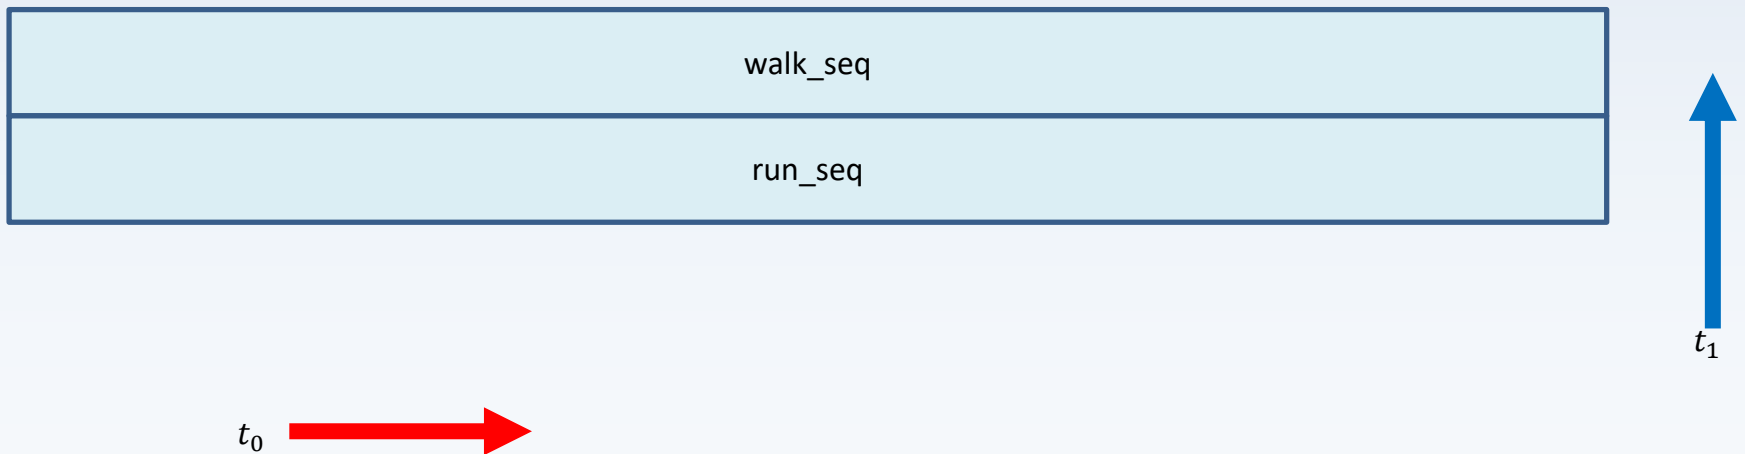 walk_seq
run_seq
t₁
t₀